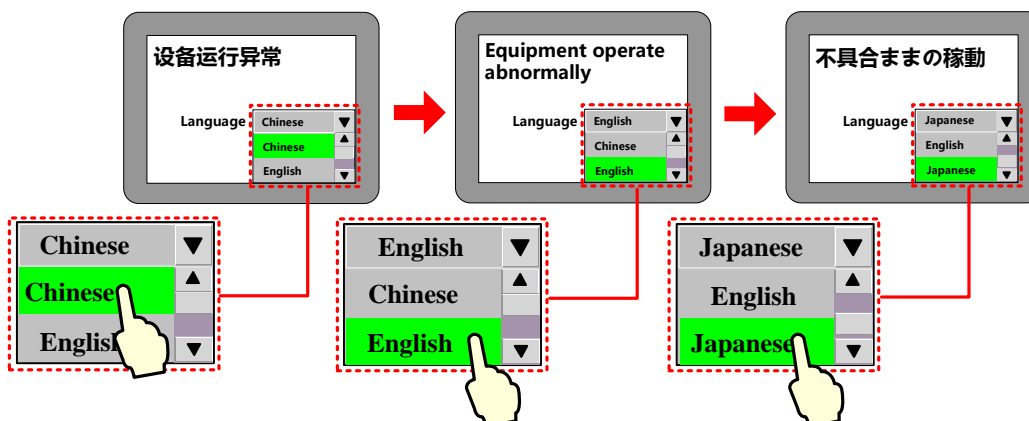 设备运行异常
Language
Chinese
Chinese
English
Equipment operate
abnormally
Language
English
Chinese
English
不具合ままの稼動
Language
Japanese
English
Japanese
Chinese
Chinese
English
English
Chinese
English
Japanese
English
Japanese